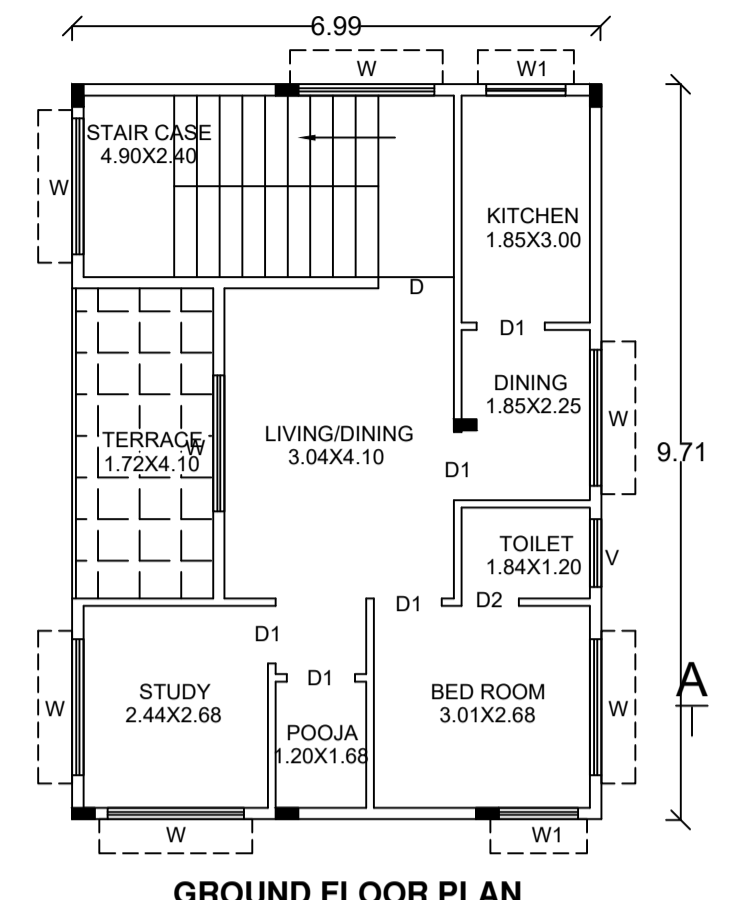 6.99
W
W1
STAIR CASE
4.90X2.40
W
KITCHEN
1.85X3.00
D
D1
DINING
1.85X2.25
W
9.71
TERRACE
1.72X4.10
W
LIVING/DINING
3.04X4.10
D1
TOILET
1.84X1.20
V
D1
D2
D1
D1
STUDY
2.44X2.68
W
BED ROOM
3.01X2.68
W
A
POOJA
1.20X1.68
W
W1
GROUND FLOOR PLAN